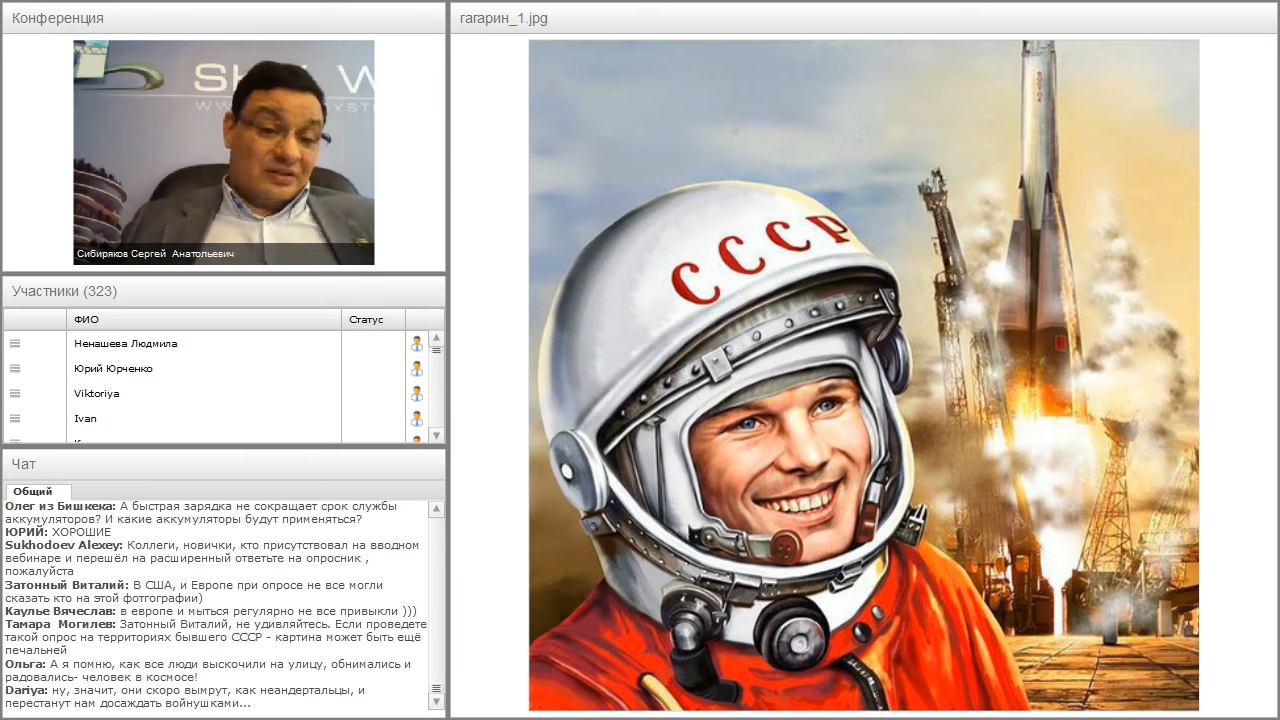 Конференция
SKY W
WW
YST
Сибиряков Сергей Анатольевич
Участники (323)
ФИО
Статус
Ненашева Людмила
Юрий Юрченко
Viktoriya
Ivan
Чат
Общий
Олег из Бишкека: А быстрая зарядка не сокращает срок службы
аккумуляторов? И какие аккумуляторы будут применяться?
ЮРИЙ: ХОРОШИЕ
Sukhodoev Alexey: Коллеги, новички, кто присутствовал на вводном
вебинаре и перешёл на расширенный ответьте на опросник ,
пожалуйста
Затонный Виталий: В США, и Европе при опросе не все могли
сказать кто на этой фотграфии)
Каулье Вячеслав: в европе и мыться регулярно не все привыкли )))
Тамара Могилев: Затонный Виталий, не удивляйтесь. Если проведете
такой опрос на территориях бывшего СССР - картина может быть ещё
печальней
Ольга: А я помню, как все люди выскочили на улицу, обнимались и
радовались- человек в космосе!
Dariya: ну, значит, они скоро вымрут, как неандертальцы, и
перестанут нам досаждать войнушками...
гагарин_1.jpg
СССР
ВОСТОК